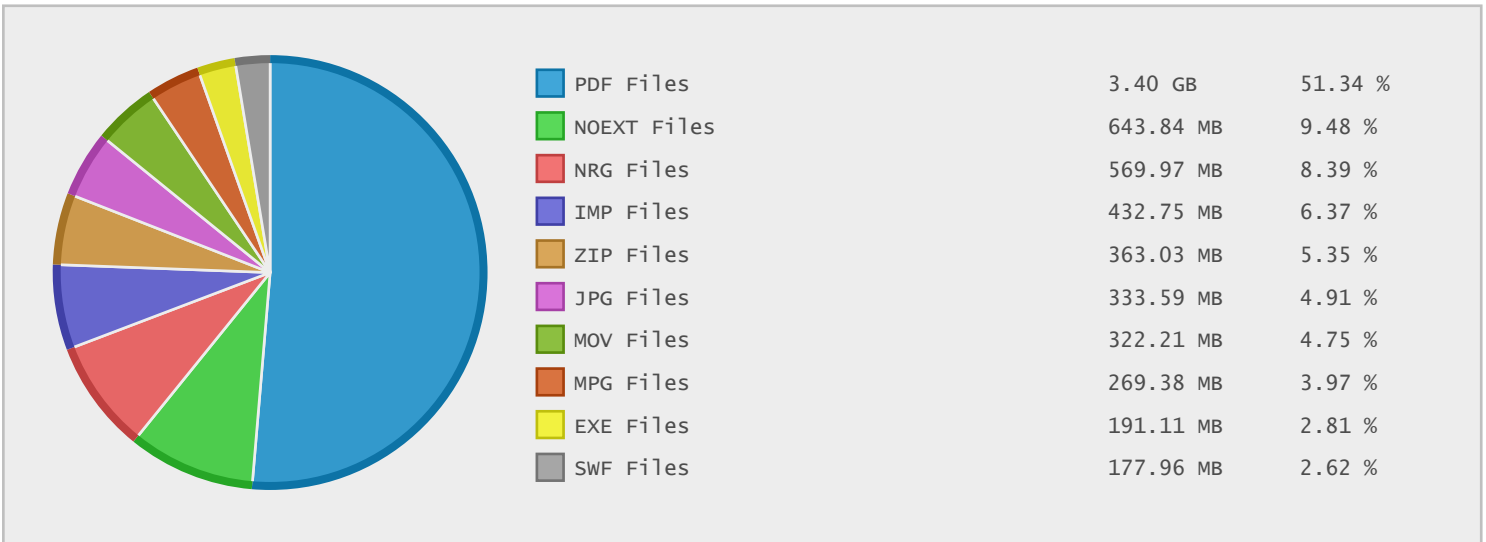 PDF Files 3.40 GB 51.34 %
NOEXT Files 643.84 MB 9.48 %
NRG Files 569.97 MB 8.39 %
IMP Files 432.75 MB 6.37 %
ZIP Files 363.03 MB 5.35 %
JPG Files 333.59 MB 4.91 %
MOV Files 322.21 MB 4.75 %
MPG Files 269.38 MB 3.97 %
EXE Files 191.11 MB 2.81 %
SWF Files 177.96 MB 2.62 %